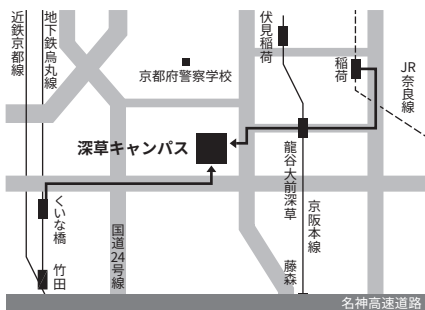 近鉄京都線
地下鉄烏丸線
伏見稲荷
稲荷
JR
奈良線
京都府警察学校
深草キャンパス
龍谷大前深草
くいな橋
竹田
国道24号線
京阪本線
藤森
名神高速道路